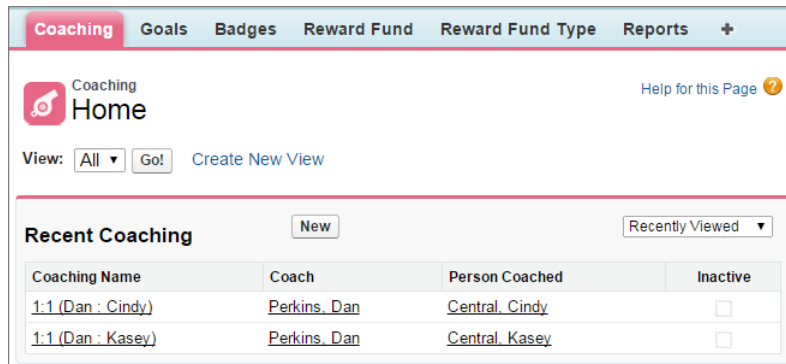 Coaching Goals Badges Reward Fund Reward Fund Type Reports +
Coaching
Home
Help for this Page ?
View: All Go! Create New View
Recent Coaching New Recently Viewed
Coaching Name Coach Person Coached Inactive
1:1 (Dan : Cindy) Perkins, Dan Central, Cindy
1:1 (Dan : Kasey) Perkins, Dan Central, Kasey